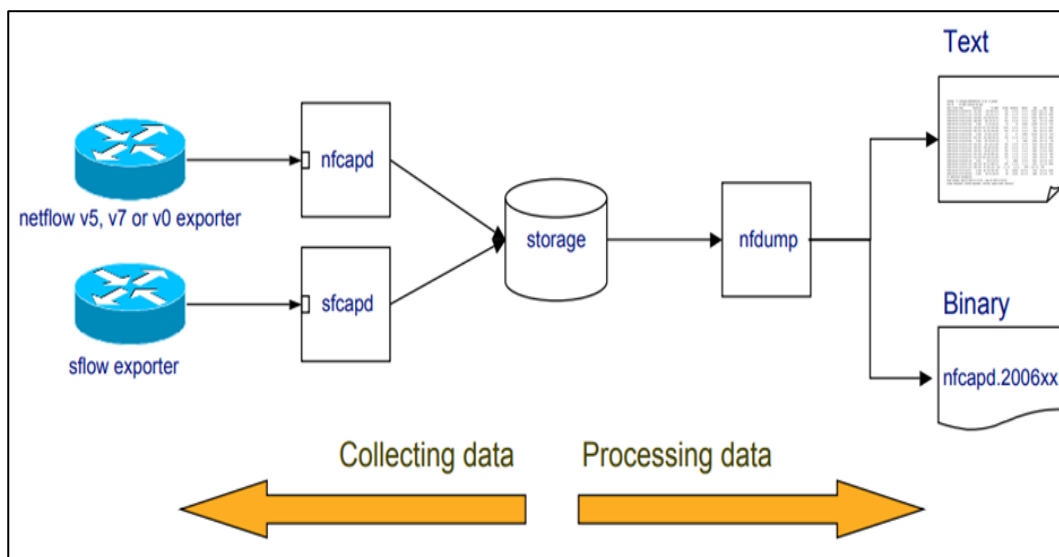 Text
nfcapd
netflow v5, v7 or v0 exporter
storage
nfdump
sfcapd
sflow exporter
Binary
nfcapd.2006xx
Collecting data
Processing data